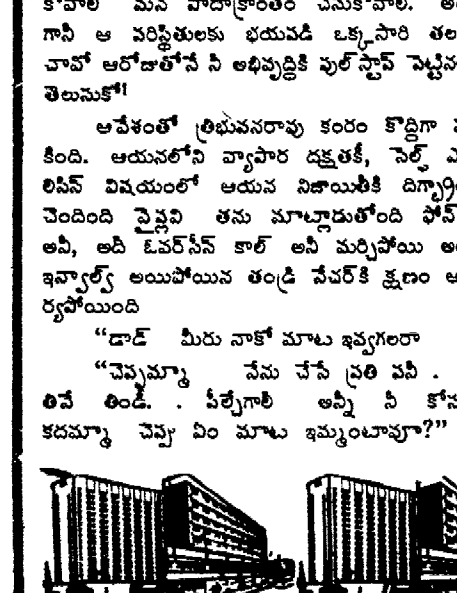 కోవాలి మన పాదాక్రాంతం చేసుకోవాలి.
గానీ ఆ పరిస్థితులకు భయపడి ఒక్కసారి తల
చావో ఆరోజుతోనే నీ అభివృద్ధికి ఫుల్‌స్టాప్ పెట్టిన
తెలుసుకో!
ఆవేశంతో త్రిభువనరావు కంఠం కొద్దిగా
కింది. ఆయనలోని వ్యాపార దక్షతకీ, సెల్ఫ్
లిపిన్ విషయంలో ఆయన నిజాయితీకి దిగ్భ్రాం
చెందింది వైష్ణవి తను మాట్లాడుతోంది ఫోన్
అనీ, అదీ ఓవర్‌సీస్ కాల్ అనీ మర్చిపోయి
ఇన్వాల్వ్ అయిపోయిన తండ్రి నేచర్‌కి క్షణం ఆ
ర్యపోయింది
“డాడ్ మీరు నాకో మాట ఇవ్వగలరా
“చెప్పమ్మా నేను చేసే ప్రతి పనీ .
తినే తిండీ. . పీల్చేగాలీ అన్నీ నీ కోస
కదమ్మా చెప్పు ఏం మాట ఇమ్మంటావూ?”